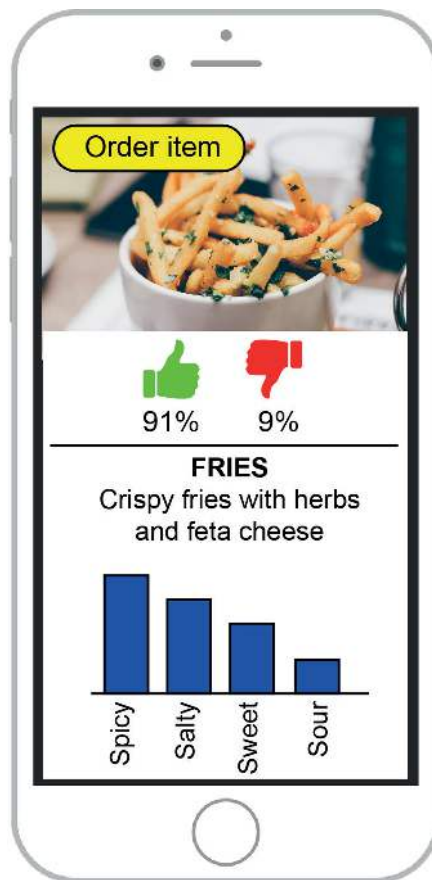 Order item
91%
9%
FRIES
Crispy fries with herbs
and feta cheese
Spicy
Salty
Sweet
Sour